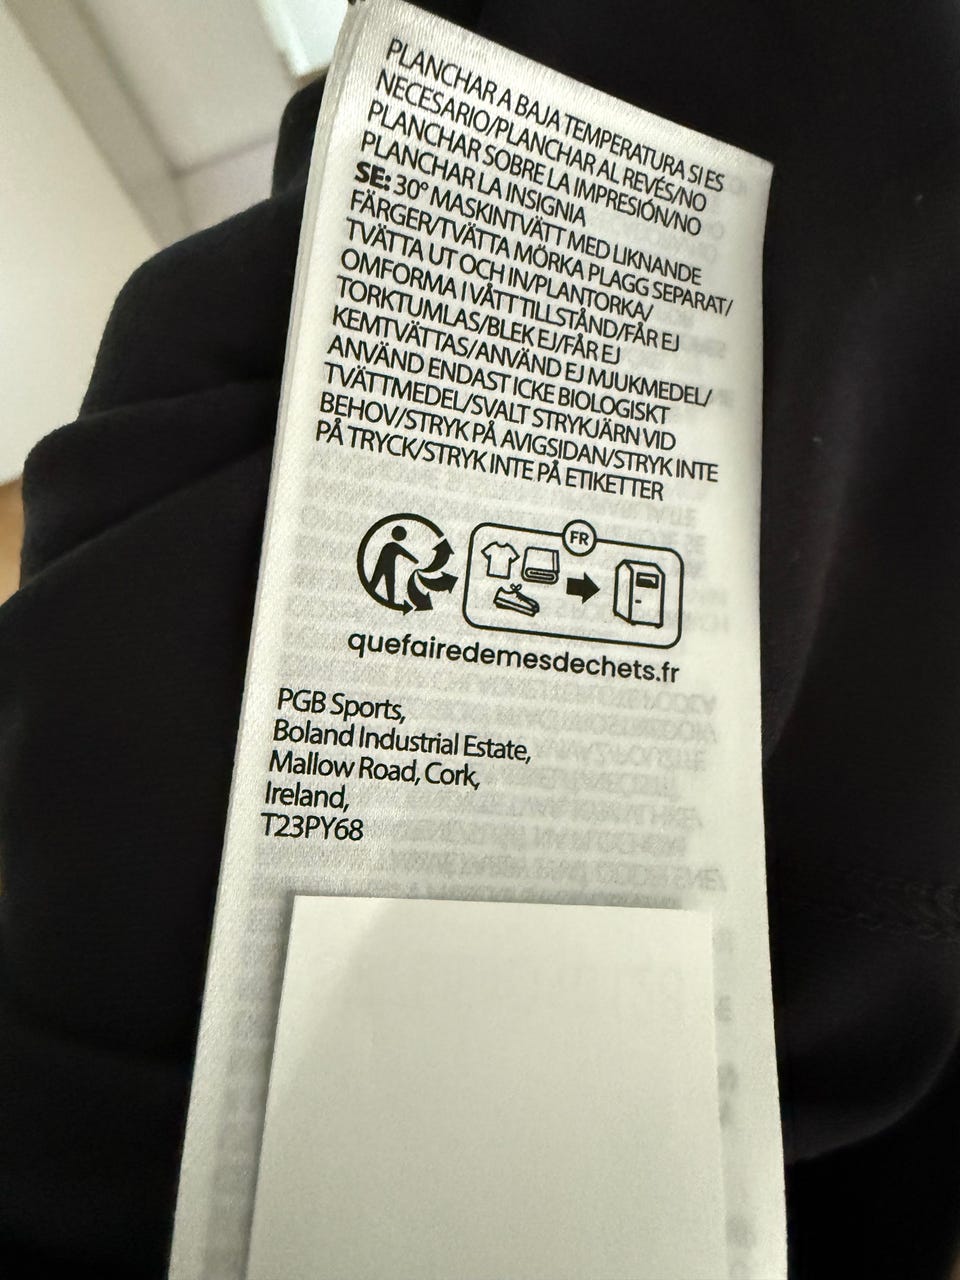 PLANCHAR A BAJA TEMPERATURA SI ES
NECESARIO/PLANCHAR AL REVÉS/NO
PLANCHAR SOBRE LA IMPRESIÓN/NO
PLANCHAR LA INSIGNIA
SE: 30° MASKINTVÄTT MED LIKNANDE
FÄRGER/TVÄTTA MÖRKA PLAGG SEPARAT/
TVÄTTA UT OCH IN/PLANTORKA/
OMFORMA I VÅTT TILLSTÅND/FÅR EJ
TORKTUMLAS/BLEK EJ/FÅR EJ
KEMTVÄTTAS/ANVÄND EJ MJUKMEDEL/
ANVÄND ENDAST ICKE BIOLOGISKT
TVÄTTMEDEL/SVALT STRYKJÄRN VID
BEHOV/STRYK PÅ AVIGSIDAN/STRYK INTE
PÅ TRYCK/STRYK INTE PÅ ETIKETTER
FR
quefairedemesdechets.fr
PGB Sports,
Boland Industrial Estate,
Mallow Road, Cork,
Ireland,
T23PY68